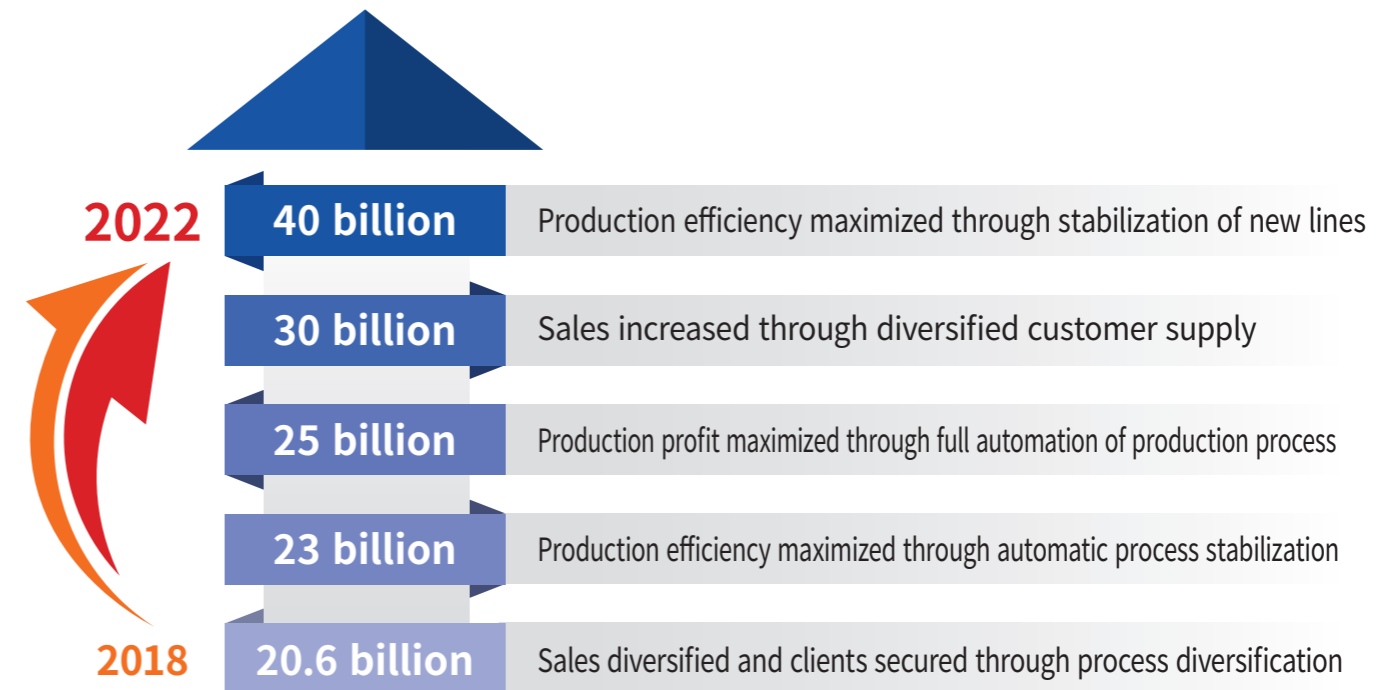 2022 40 billion Production efficiency maximized through stabilization of new lines
30 billion Sales increased through diversified customer supply
25 billion Production profit maximized through full automation of production process
23 billion Production efficiency maximized through automatic process stabilization
2018 20.6 billion Sales diversified and clients secured through process diversification